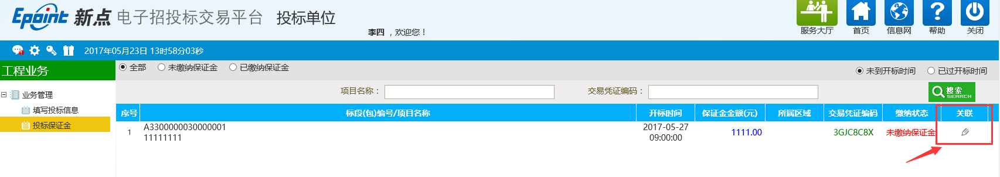 Epoint 新点 电子招投标交易平台 投标单位
李四 ，欢迎您！
服务大厅 首页 信息网 帮助 关闭
2017年05月23日 13时58分03秒
工程业务
全部 未缴纳保证金 已缴纳保证金
未到开标时间 已过开标时间
业务管理
填写投标信息
投标保证金
项目名称： 交易凭证编码： 搜索
SEARCH
序号 标段(包)编号/项目名称 开标时间 保证金金额(元) 所属区域 交易凭证编码 缴纳状态 关联
1 A3300000030000001 2017-05-27 1111.00 3GJC8C8X 未缴纳保证金
11111111 09:00:00